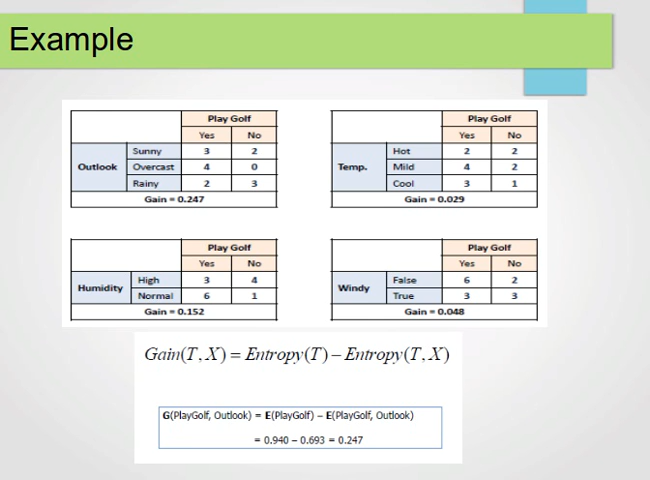 Example
Play Golf
Yes No
Outlook Sunny 3 2
Overcast 4 0
Rainy 2 3
Gain = 0.247
Play Golf
Yes No
Temp. Hot 2 2
Mild 4 2
Cool 3 1
Gain = 0.029
Play Golf
Yes No
Humidity High 3 4
Normal 6 1
Gain = 0.152
Play Golf
Yes No
Windy False 6 2
True 3 3
Gain = 0.048
Gain(T, X) = Entropy(T) – Entropy(T, X)
G(PlayGolf, Outlook) = E(PlayGolf) – E(PlayGolf, Outlook)
= 0.940 – 0.693 = 0.247